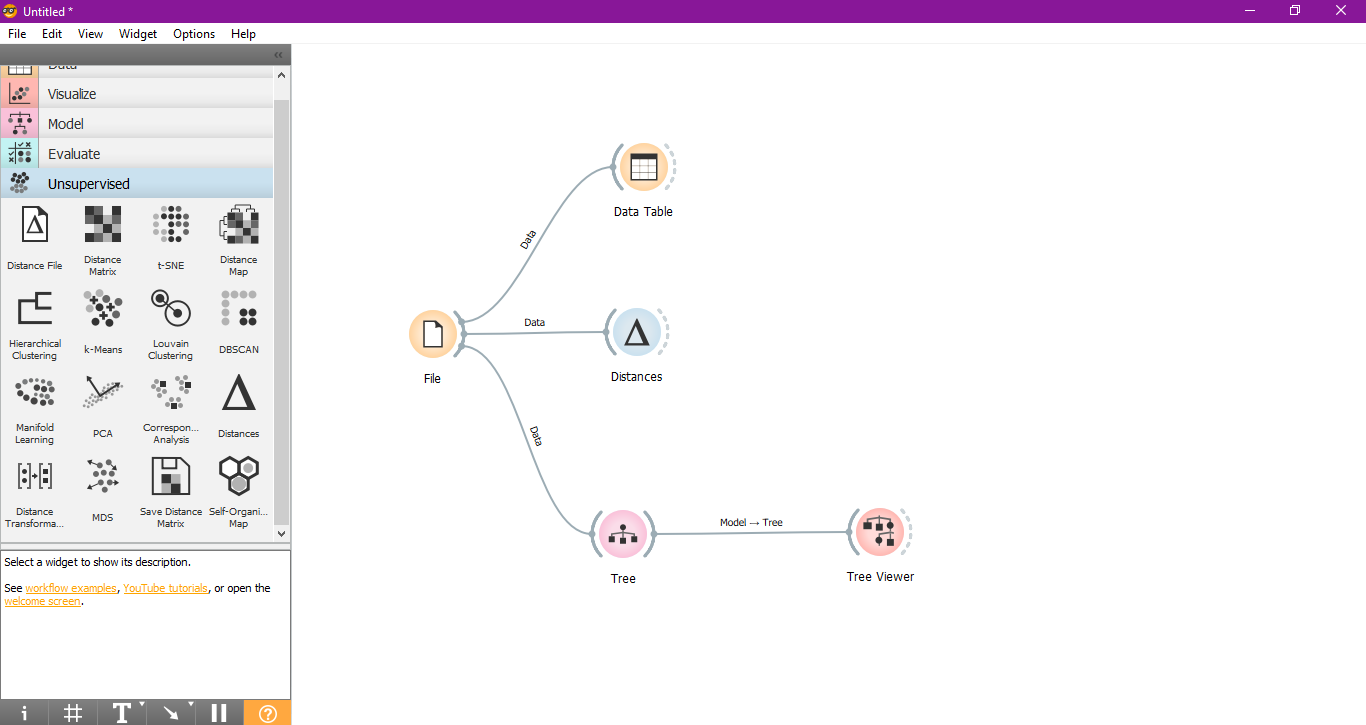 Untitled *
File Edit View Widget Options Help
Data
Visualize
Model
Evaluate
Unsupervised
Distance File
Distance
Matrix
t-SNE
Distance
Map
Hierarchical
Clustering
k-Means
Louvain
Clustering
DBSCAN
Manifold
Learning
PCA
Correspon...
Analysis
Distances
Distance
Transforma...
MDS
Save Distance
Matrix
Self-Organi...
Map
Select a widget to show its description.
See workflow examples, YouTube tutorials, or open the
welcome screen.
Data
Data Table
Data
Distances
File
Data
Tree
Model → Tree
Tree Viewer